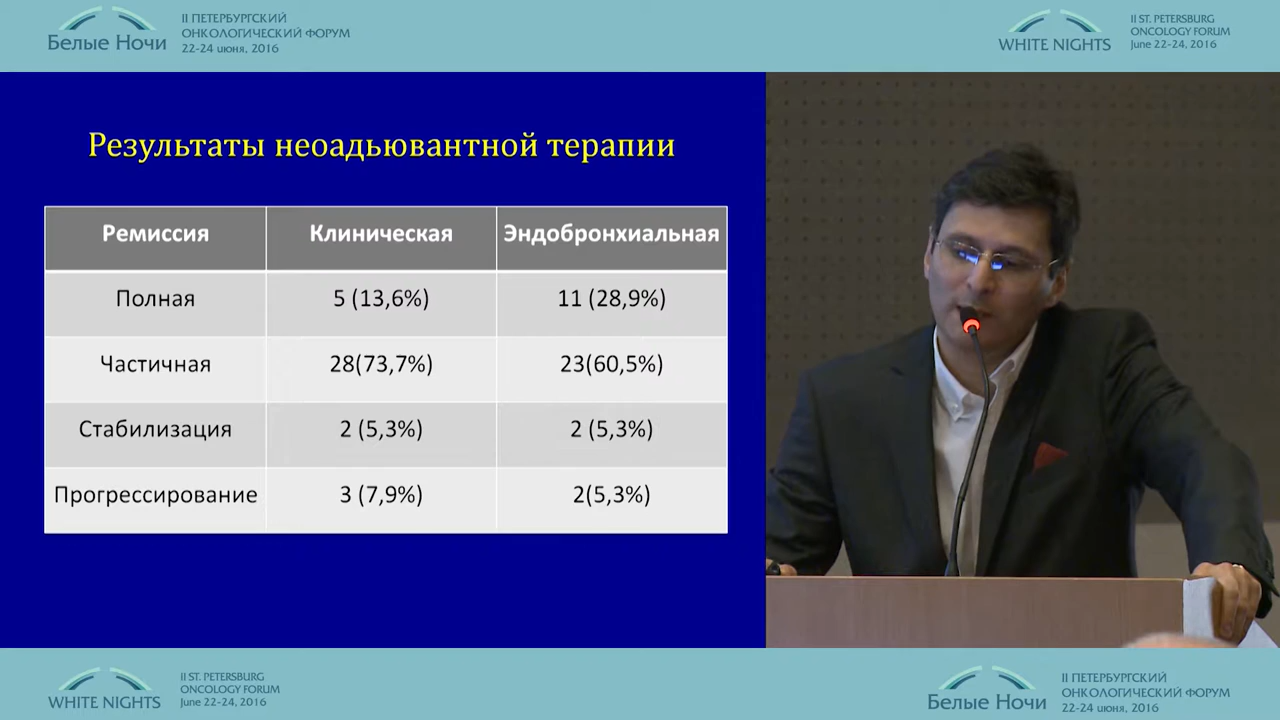 Белые Ночи
II ПЕТЕРБУРГСКИЙ
ОНКОЛОГИЧЕСКИЙ ФОРУМ
22-24 июня, 2016
WHITE NIGHTS
II ST. PETERSBURG
ONCOLOGY FORUM
June 22-24, 2016
Результаты неоадьювантной терапии
Ремиссия Клиническая Эндобронхиальная
Полная 5 (13,6%) 11 (28,9%)
Частичная 28(73,7%) 23(60,5%)
Стабилизация 2 (5,3%) 2 (5,3%)
Прогрессирование 3 (7,9%) 2(5,3%)
WHITE NIGHTS
II ST. PETERSBURG
ONCOLOGY FORUM
June 22-24, 2016
Белые Ночи
II ПЕТЕРБУРГСКИЙ
ОНКОЛОГИЧЕСКИЙ ФОРУМ
22-24 июня, 2016